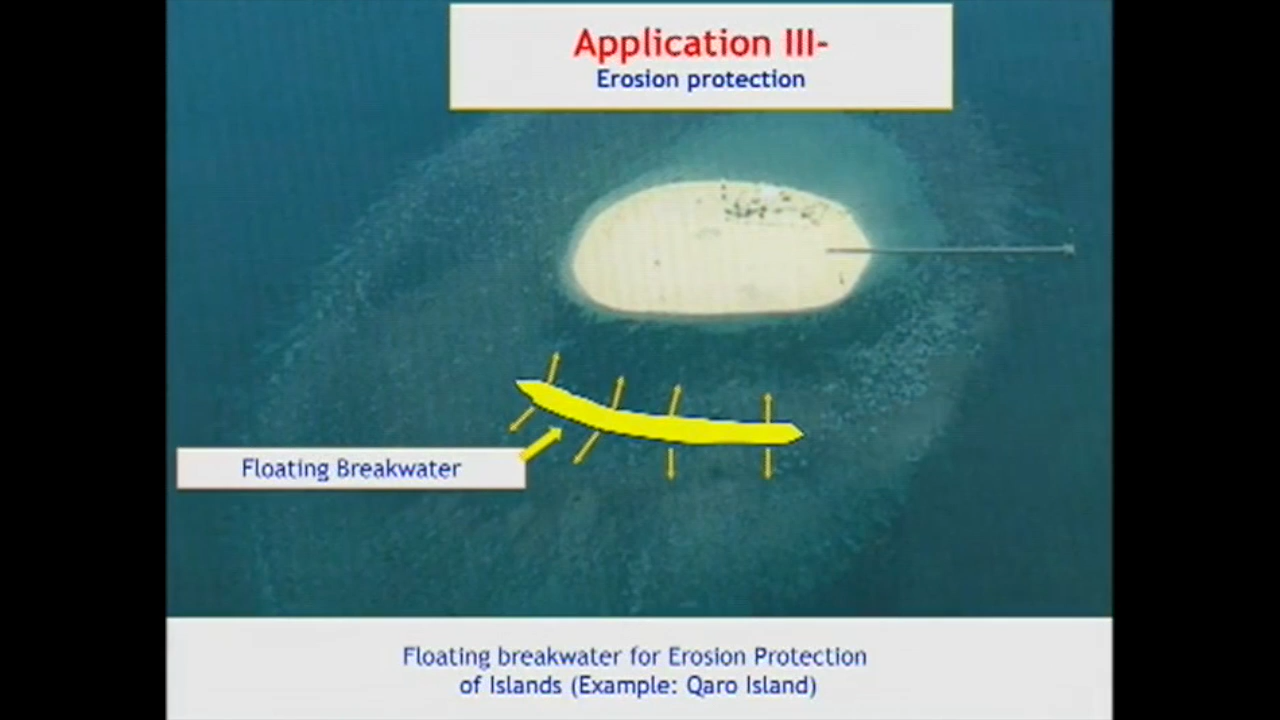 Application III-
Erosion protection
Floating Breakwater
Floating breakwater for Erosion Protection
of Islands (Example: Qaro Island)